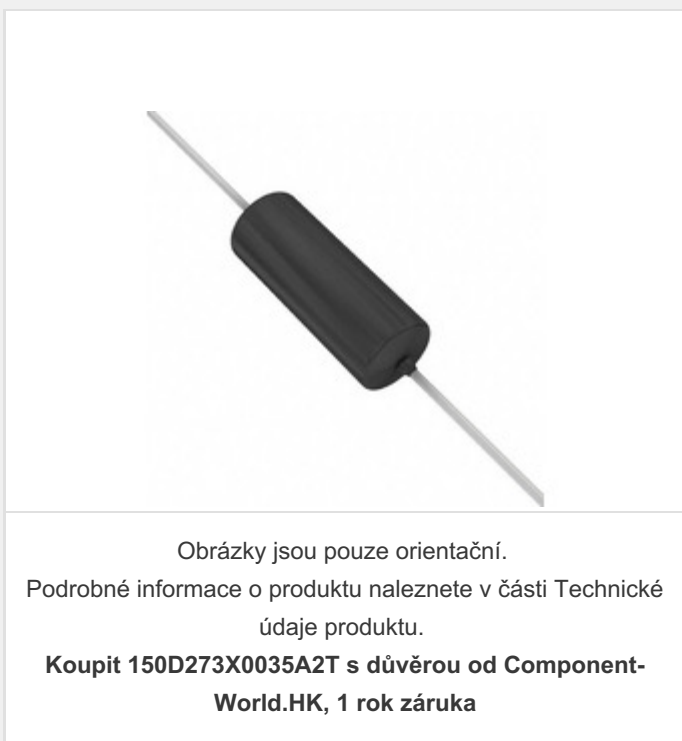 Obrázky jsou pouze orientační.
Podrobné informace o produktu naleznete v části Technické
údaje produktu.
Koupit 150D273X0035A2T s důvěrou od Component-
World.HK, 1 rok záruka